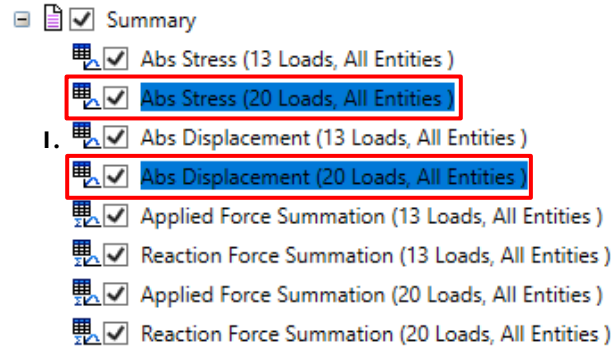 Summary
Abs Stress (13 Loads, All Entities )
Abs Stress (20 Loads, All Entities )
I. Abs Displacement (13 Loads, All Entities )
Abs Displacement (20 Loads, All Entities )
Applied Force Summation (13 Loads, All Entities )
Reaction Force Summation (13 Loads, All Entities )
Applied Force Summation (20 Loads, All Entities )
Reaction Force Summation (20 Loads, All Entities )